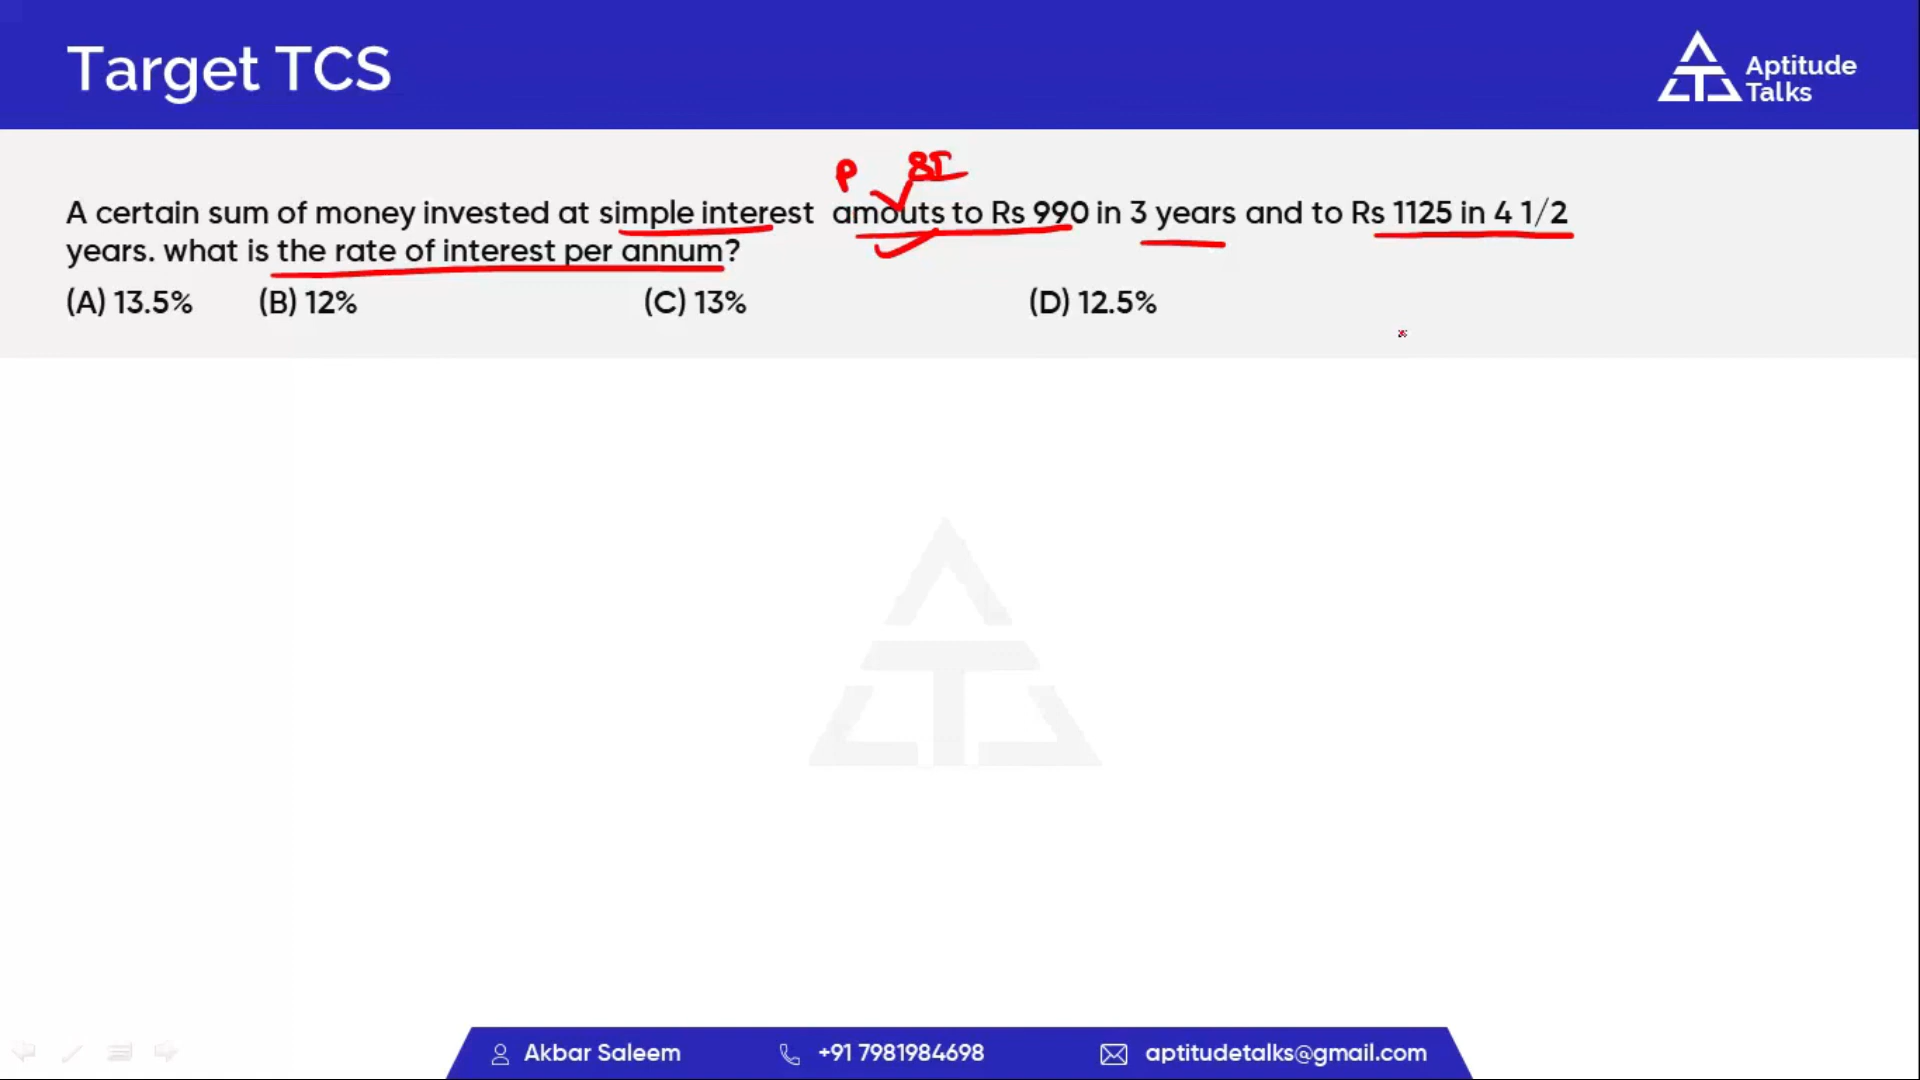 Target TCS
Aptitude
Talks
P SI
A certain sum of money invested at simple interest amouts to Rs 990 in 3 years and to Rs 1125 in 4 1/2
years. what is the rate of interest per annum?
(A) 13.5% (B) 12% (C) 13% (D) 12.5%
Akbar Saleem +91 7981984698 aptitudetalks@gmail.com